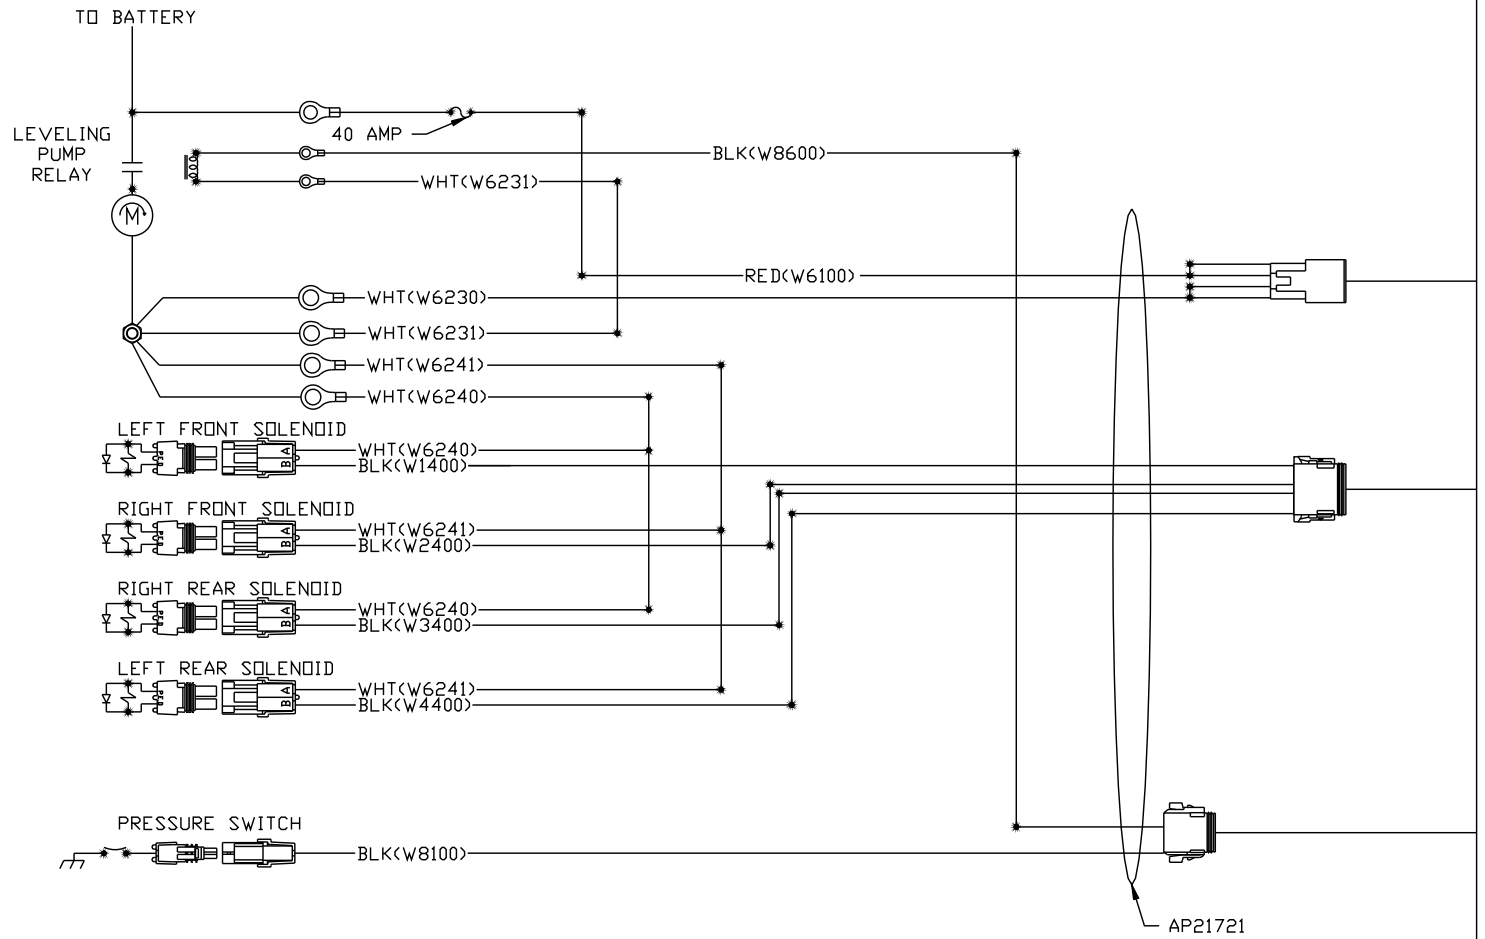 TO BATTERY
LEVELING
PUMP
RELAY
40 AMP
BLK(W8600)
WHT(W6231)
M
RED(W6100)
WHT(W6230)
WHT(W6231)
WHT(W6241)
WHT(W6240)
LEFT FRONT SOLENOID
A
B
WHT(W6240)
BLK(W1400)
RIGHT FRONT SOLENOID
A
B
WHT(W6241)
BLK(W2400)
RIGHT REAR SOLENOID
A
B
WHT(W6240)
BLK(W3400)
LEFT REAR SOLENOID
A
B
WHT(W6241)
BLK(W4400)
PRESSURE SWITCH
BLK(W8100)
AP21721